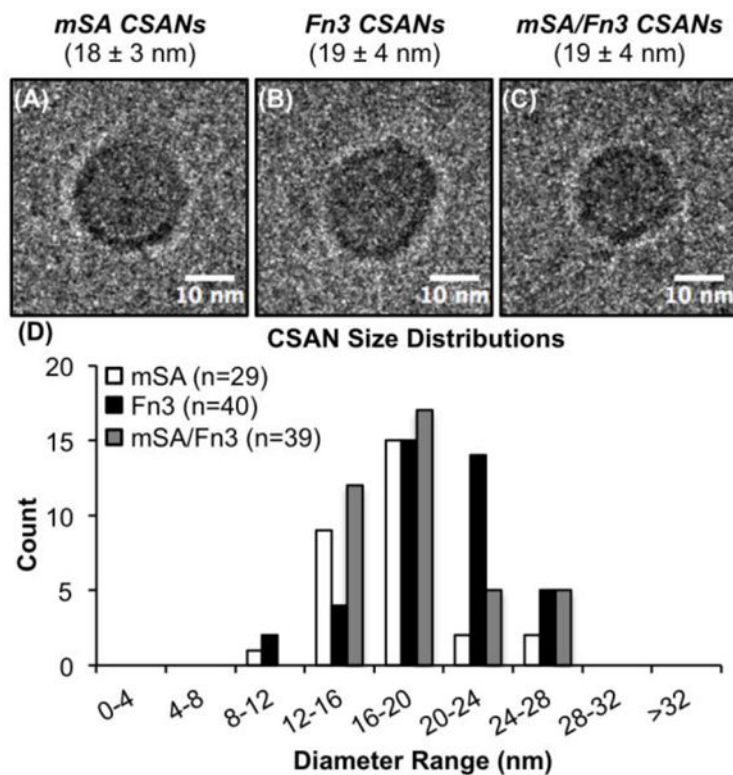 mSA CSANs Fn3 CSANs mSA/Fn3 CSANs
(18 ± 3 nm) (19 ± 4 nm) (19 ± 4 nm)
(A) (B) (C)
10 nm 10 nm 10 nm
(D) CSAN Size Distributions
20
mSA (n=29)
Fn3 (n=40)
15
mSA/Fn3 (n=39)
10
5
0
Count
0-4 4-8 8-12 12-16 16-20 20-24 24-28 28-32 >32
Diameter Range (nm)